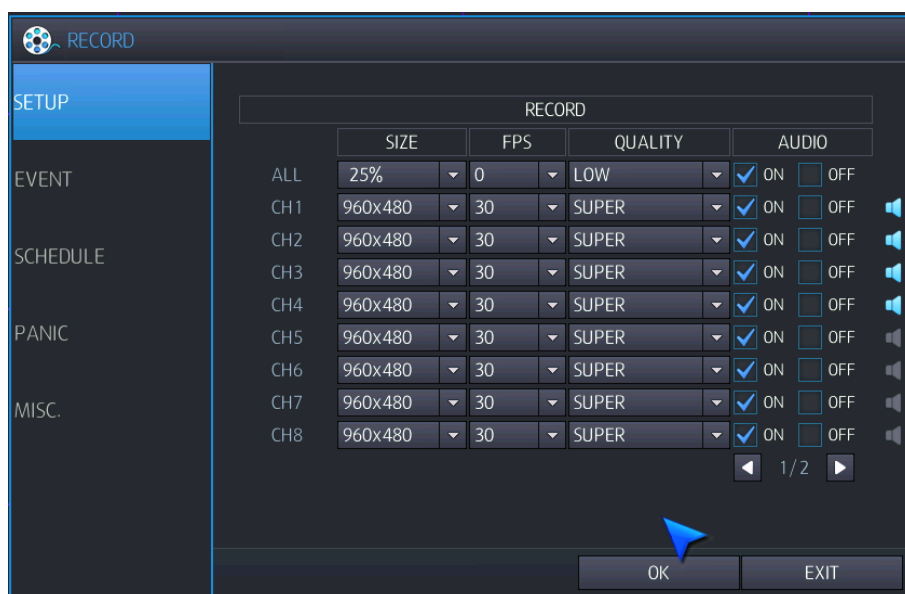 RECORD
SETUP
EVENT
SCHEDULE
PANIC
MISC.
RECORD
SIZE FPS QUALITY AUDIO
ALL 25% 0 LOW ON OFF
CH1 960x480 30 SUPER ON OFF
CH2 960x480 30 SUPER ON OFF
CH3 960x480 30 SUPER ON OFF
CH4 960x480 30 SUPER ON OFF
CH5 960x480 30 SUPER ON OFF
CH6 960x480 30 SUPER ON OFF
CH7 960x480 30 SUPER ON OFF
CH8 960x480 30 SUPER ON OFF
1/2
OK EXIT